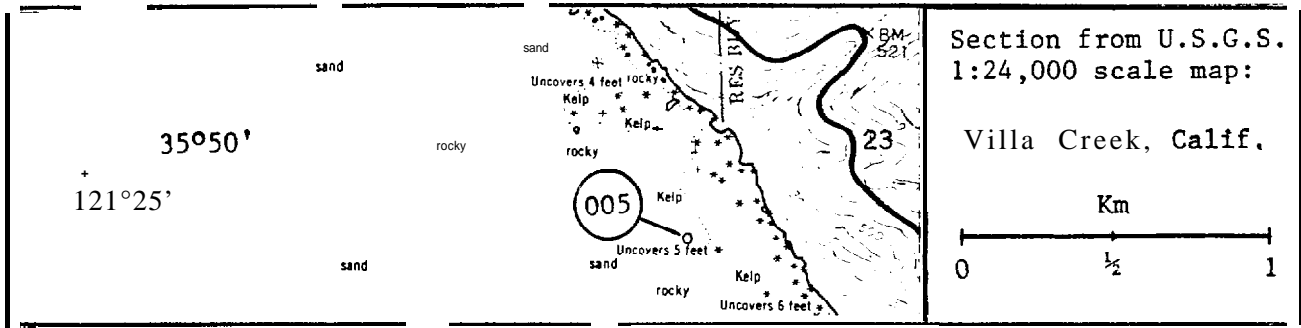 sand
sand
Uncovers 4 feet rocky
Kelp
Kelp
rocky
35°50'
rocky
121°25'
005
Kelp
Uncovers 5 feet
sand
sand
Kelp
rocky
Uncovers 6 feet
BM
521
23
Section from U.S.G.S.
1:24,000 scale map:
Villa Creek, Calif.
Km
0 ½ 1